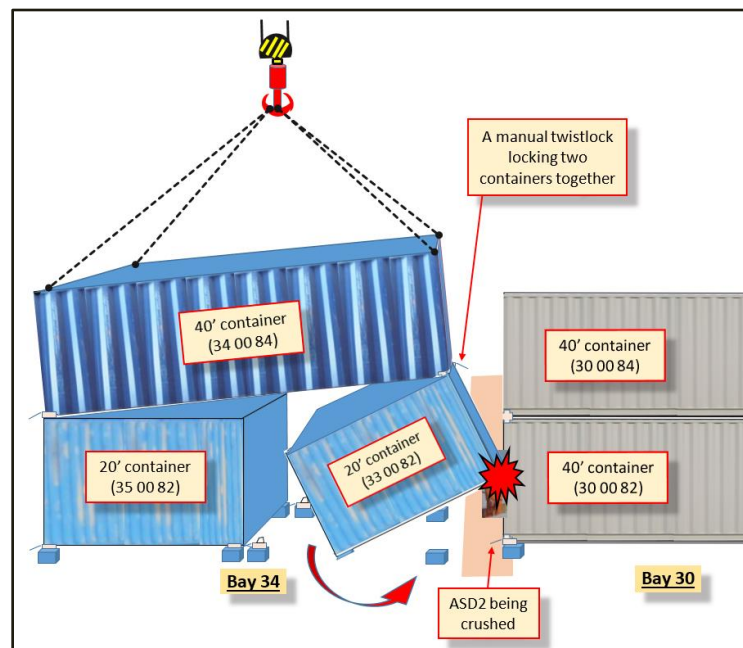 A manual twistlock
locking two
containers together
40’ container
(34 00 84)
40’ container
(30 00 84)
20’ container
(35 00 82)
20’ container
(33 00 82)
40’ container
(30 00 82)
Bay 34
Bay 30
ASD2 being
crushed